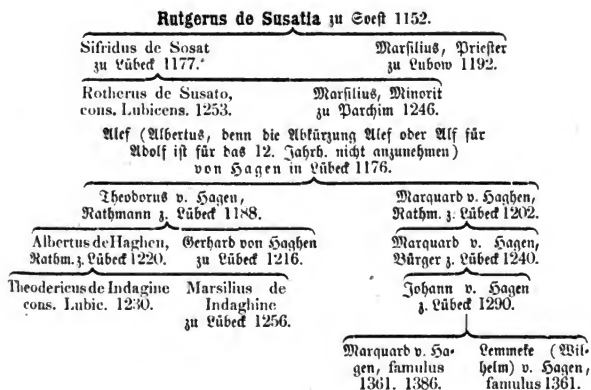 Rutgerus de Susatia zu Soest 1152.
Sifridus de Sosat Marsilius, Priester
zu Lübeck 1177. zu Lubow 1192.
Rotherus de Susato, Marsilius, Minorit
cons. Lubicens. 1253. zu Parchim 1246.
Alef (Albertus, denn die Abkürzung Alef oder Alf für
Adolf ist für das 12. Jahrh. nicht anzunehmen)
von Hagen in Lübeck 1176.
Theodorus v. Hagen, Marquard v. Haghen,
Rathmann z. Lübeck 1188. Rathm. z. Lübeck 1202.
Albertus de Haghen, Gerhard von Haghen Marquard v. Hagen,
Rathm. z. Lübeck 1220. zu Lübeck 1216. Bürger z. Lübeck 1240.
Theodericus de Indagine Marsilius de Johann v. Hagen
cons. Lubic. 1230. Indaghine z. Lübeck 1290.
zu Lübeck 1256.
Marquard v. Ha- Lemmeke (Wil-
gen, famulus helm) v. Hagen,
1361. 1386. famulus 1361.